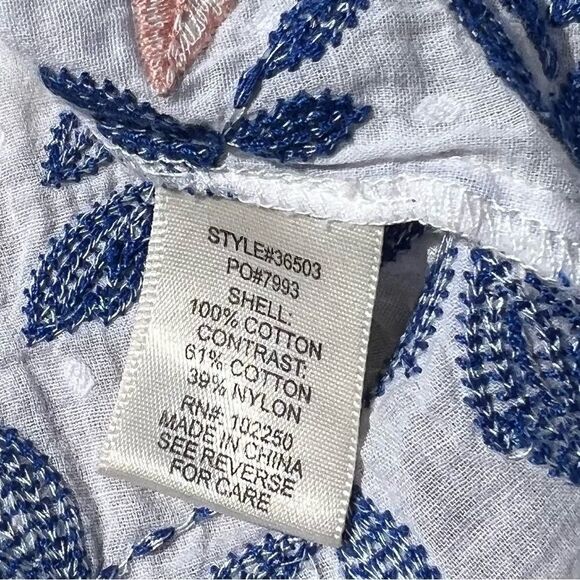 STYLE#36503
PO#7993
SHELL:
100% COTTON
CONTRAST:
61% COTTON
39% NYLON
RN#: 102250
MADE IN CHINA
SEE REVERSE
FOR CARE